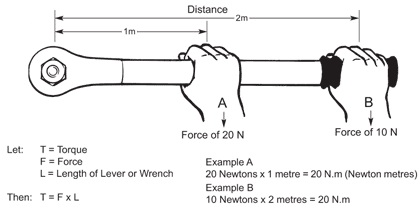 Distance
2m
1m
A
B
Force of 20 N
Force of 10 N
Let: T = Torque
F = Force
L = Length of Lever or Wrench
Then: T = F x L
Example A
20 Newtons x 1 metre = 20 N.m (Newton metres)
Example B
10 Newtons x 2 metres = 20 N.m